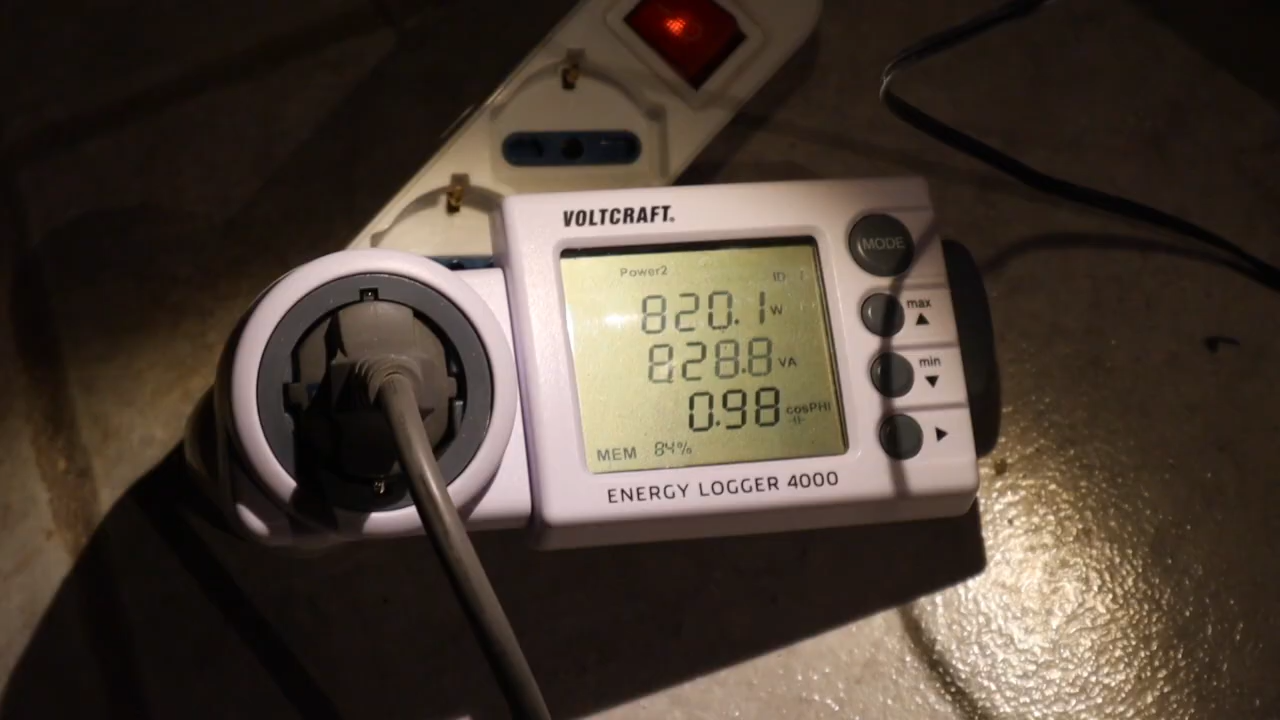 VOLTCRAFT®
MODE
Power2
ID 1
820.1 W
max
828.8 VA
min
0.98 cosPHI
MEM 84%
ENERGY LOGGER 4000